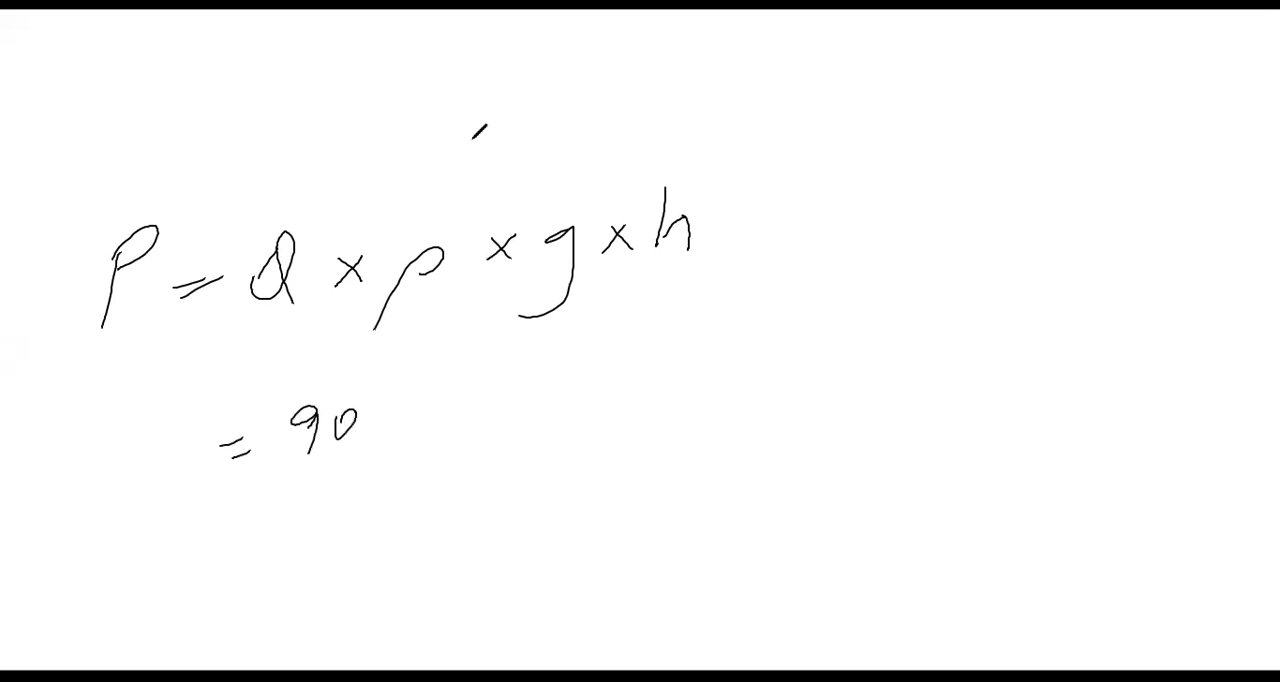 P = Q × ρ × g × h
= 90